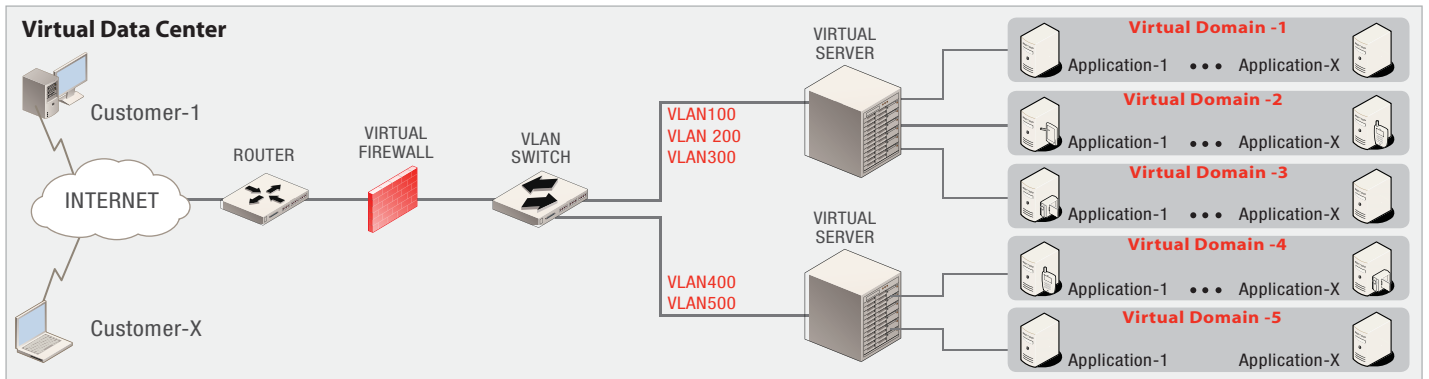 Virtual Data Center
Customer-1
INTERNET
Customer-X
ROUTER
VIRTUAL
FIREWALL
VLAN
SWITCH
VLAN100
VLAN 200
VLAN300
VLAN400
VLAN500
VIRTUAL
SERVER
VIRTUAL
SERVER
Virtual Domain -1
Application-1 ••• Application-X
Virtual Domain -2
Application-1 ••• Application-X
Virtual Domain -3
Application-1 ••• Application-X
Virtual Domain -4
Application-1 ••• Application-X
Virtual Domain -5
Application-1 Application-X